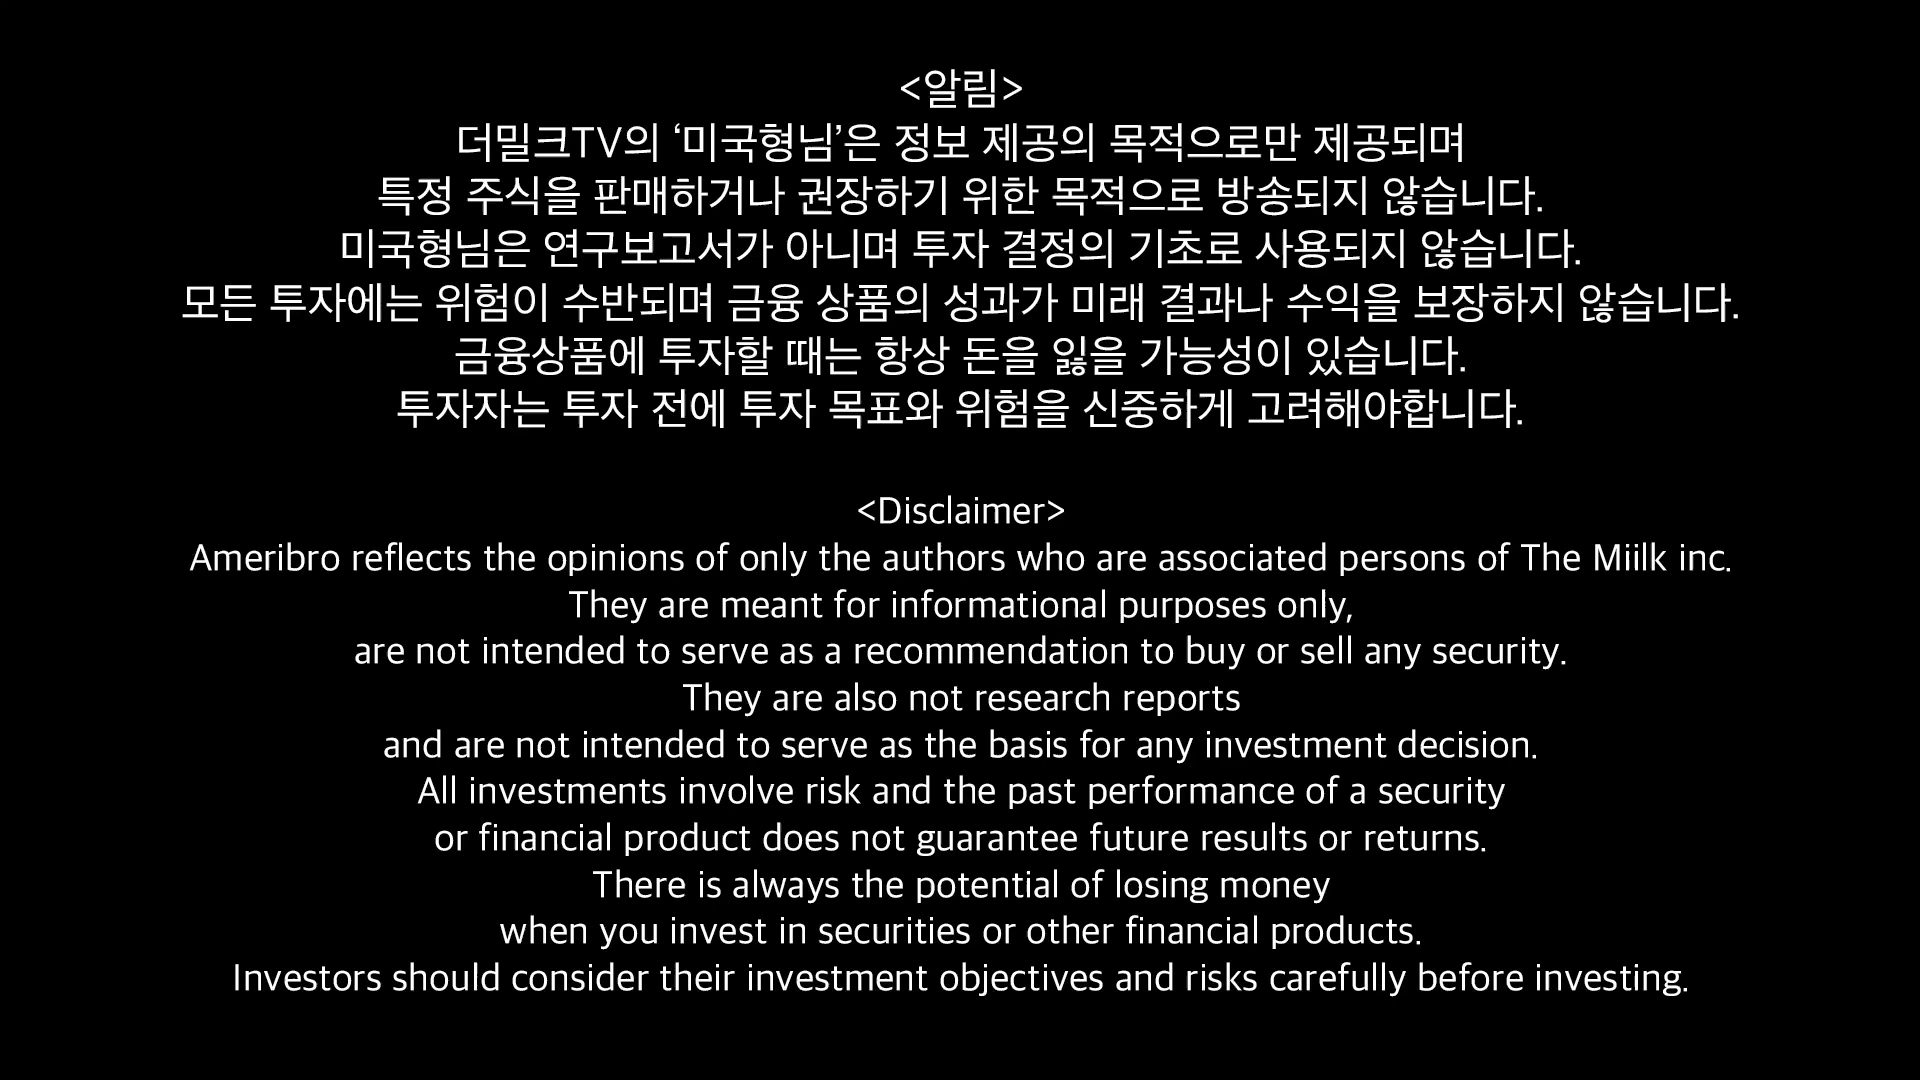 <알림>
더밀크TV의 ‘미국형님’은 정보 제공의 목적으로만 제공되며
특정 주식을 판매하거나 권장하기 위한 목적으로 방송되지 않습니다.
미국형님은 연구보고서가 아니며 투자 결정의 기초로 사용되지 않습니다.
모든 투자에는 위험이 수반되며 금융 상품의 성과가 미래 결과나 수익을 보장하지 않습니다.
금융상품에 투자할 때는 항상 돈을 잃을 가능성이 있습니다.
투자자는 투자 전에 투자 목표와 위험을 신중하게 고려해야합니다.
<Disclaimer>
Ameribro reflects the opinions of only the authors who are associated persons of The Miilk inc.
They are meant for informational purposes only,
are not intended to serve as a recommendation to buy or sell any security.
They are also not research reports
and are not intended to serve as the basis for any investment decision.
All investments involve risk and the past performance of a security
or financial product does not guarantee future results or returns.
There is always the potential of losing money
when you invest in securities or other financial products.
Investors should consider their investment objectives and risks carefully before investing.